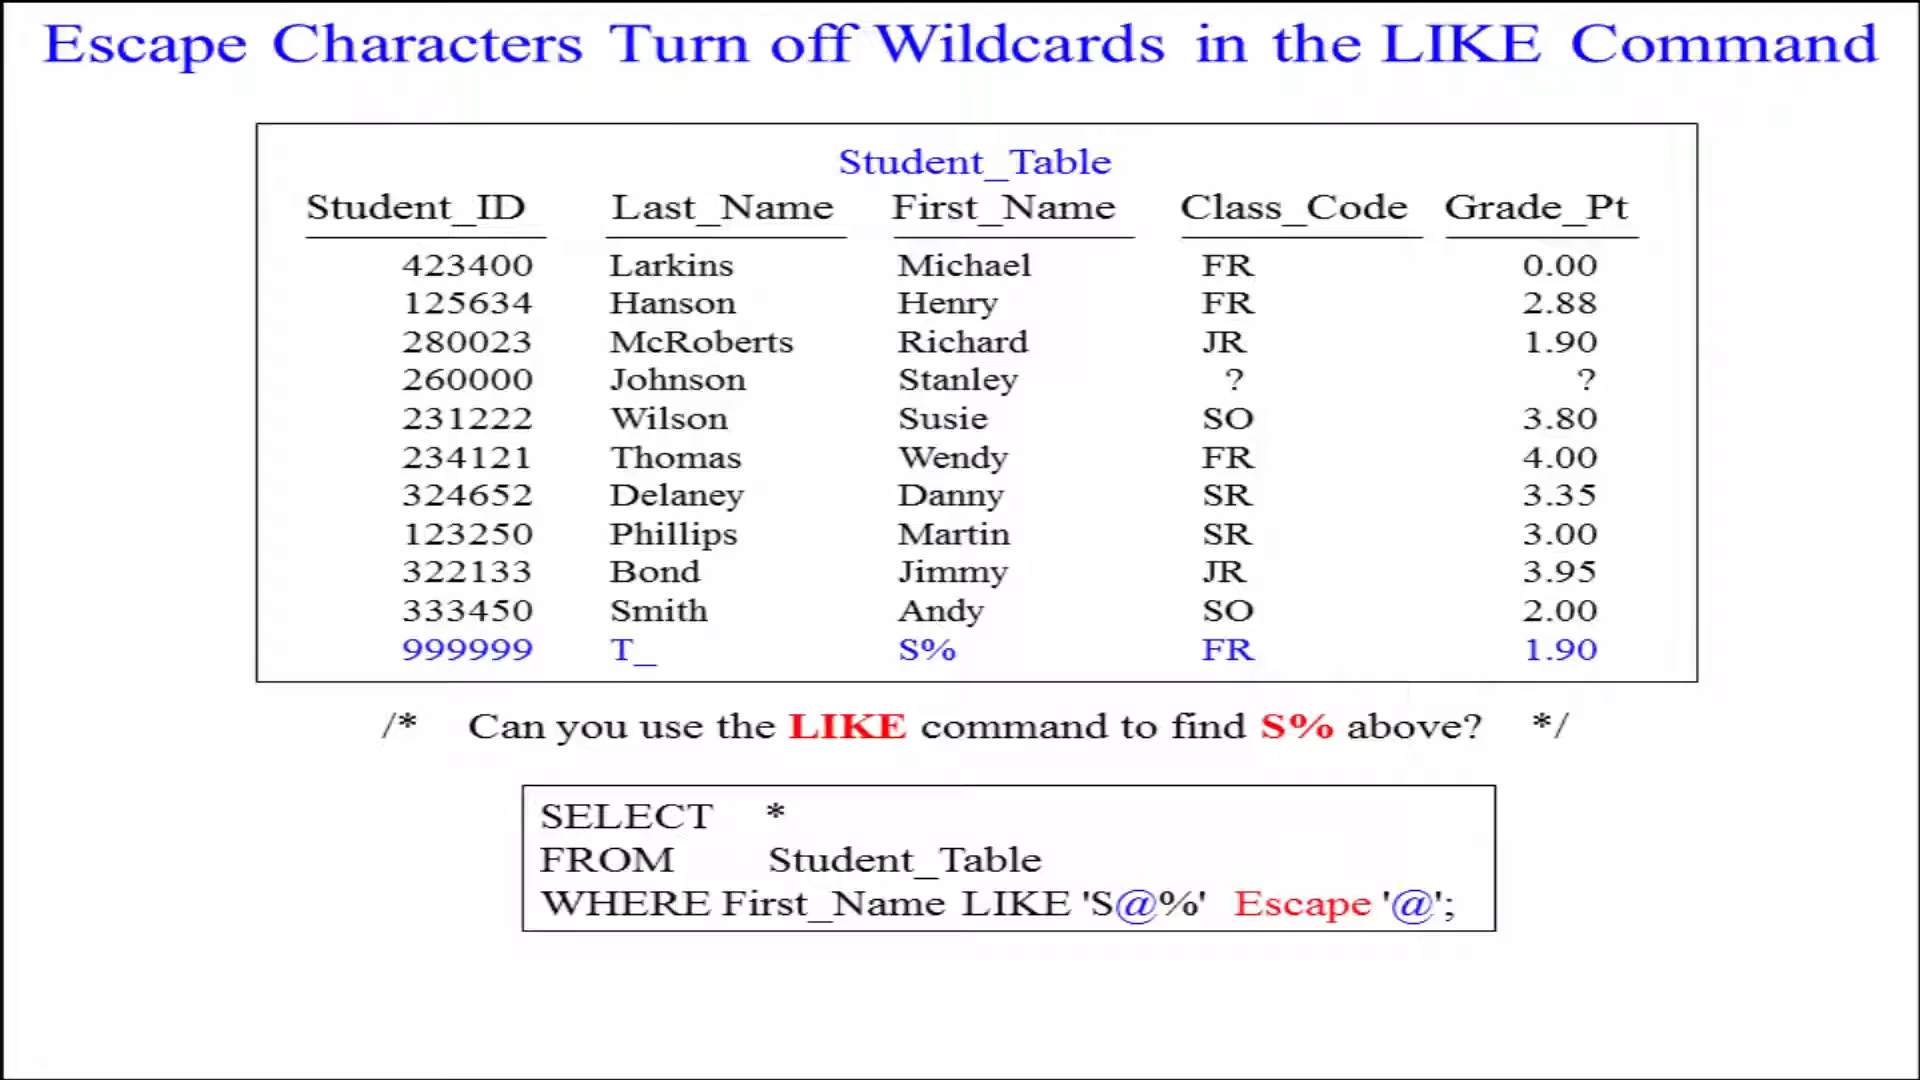 Escape Characters Turn off Wildcards in the LIKE Command
Student_Table
Student_ID Last_Name First_Name Class_Code Grade_Pt
423400 Larkins Michael FR 0.00
125634 Hanson Henry FR 2.88
280023 McRoberts Richard JR 1.90
260000 Johnson Stanley ? ?
231222 Wilson Susie SO 3.80
234121 Thomas Wendy FR 4.00
324652 Delaney Danny SR 3.35
123250 Phillips Martin SR 3.00
322133 Bond Jimmy JR 3.95
333450 Smith Andy SO 2.00
999999 T_ S% FR 1.90
/* Can you use the LIKE command to find S% above? */
SELECT *
FROM Student_Table
WHERE First_Name LIKE 'S@%' Escape '@';